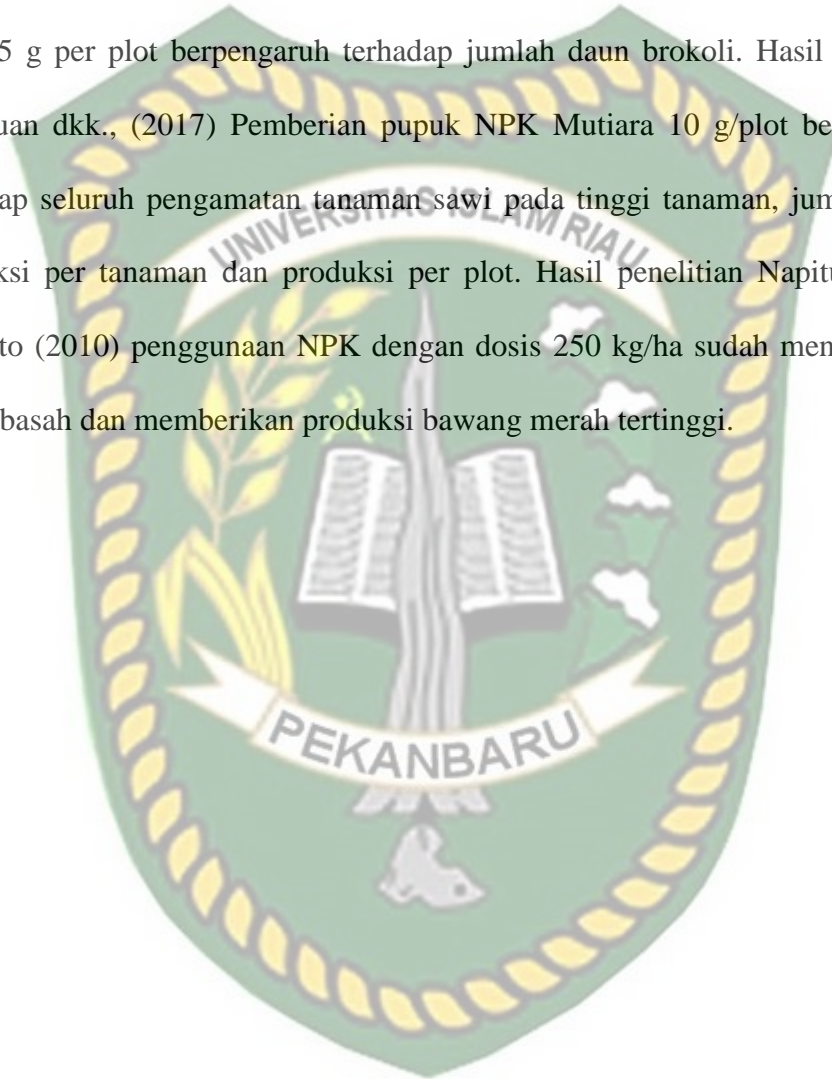 5 g per plot berpengaruh terhadap jumlah daun brokoli. Hasil
uan dkk., (2017) Pemberian pupuk NPK Mutiara 10 g/plot be
ap seluruh pengamatan tanaman sawi pada tinggi tanaman, jum
ksi per tanaman dan produksi per plot. Hasil penelitian Napitu
to (2010) penggunaan NPK dengan dosis 250 kg/ha sudah men
basah dan memberikan produksi bawang merah tertinggi.
UNIVERSITAS ISLAM RIAU
PEKANBARU